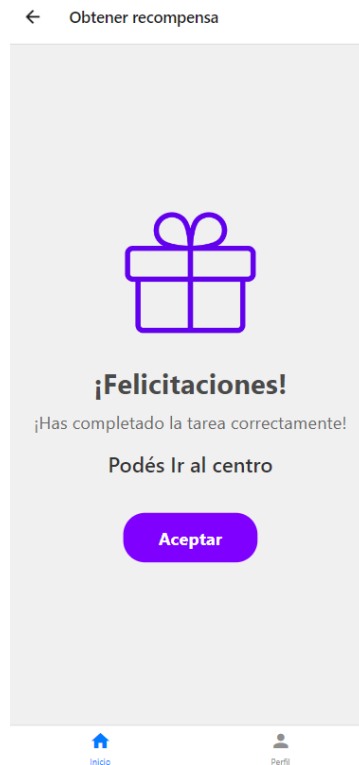 Obtener recompensa
¡Felicitaciones!
¡Has completado la tarea correctamente!
Podés Ir al centro
Aceptar
Inicio
Perfil